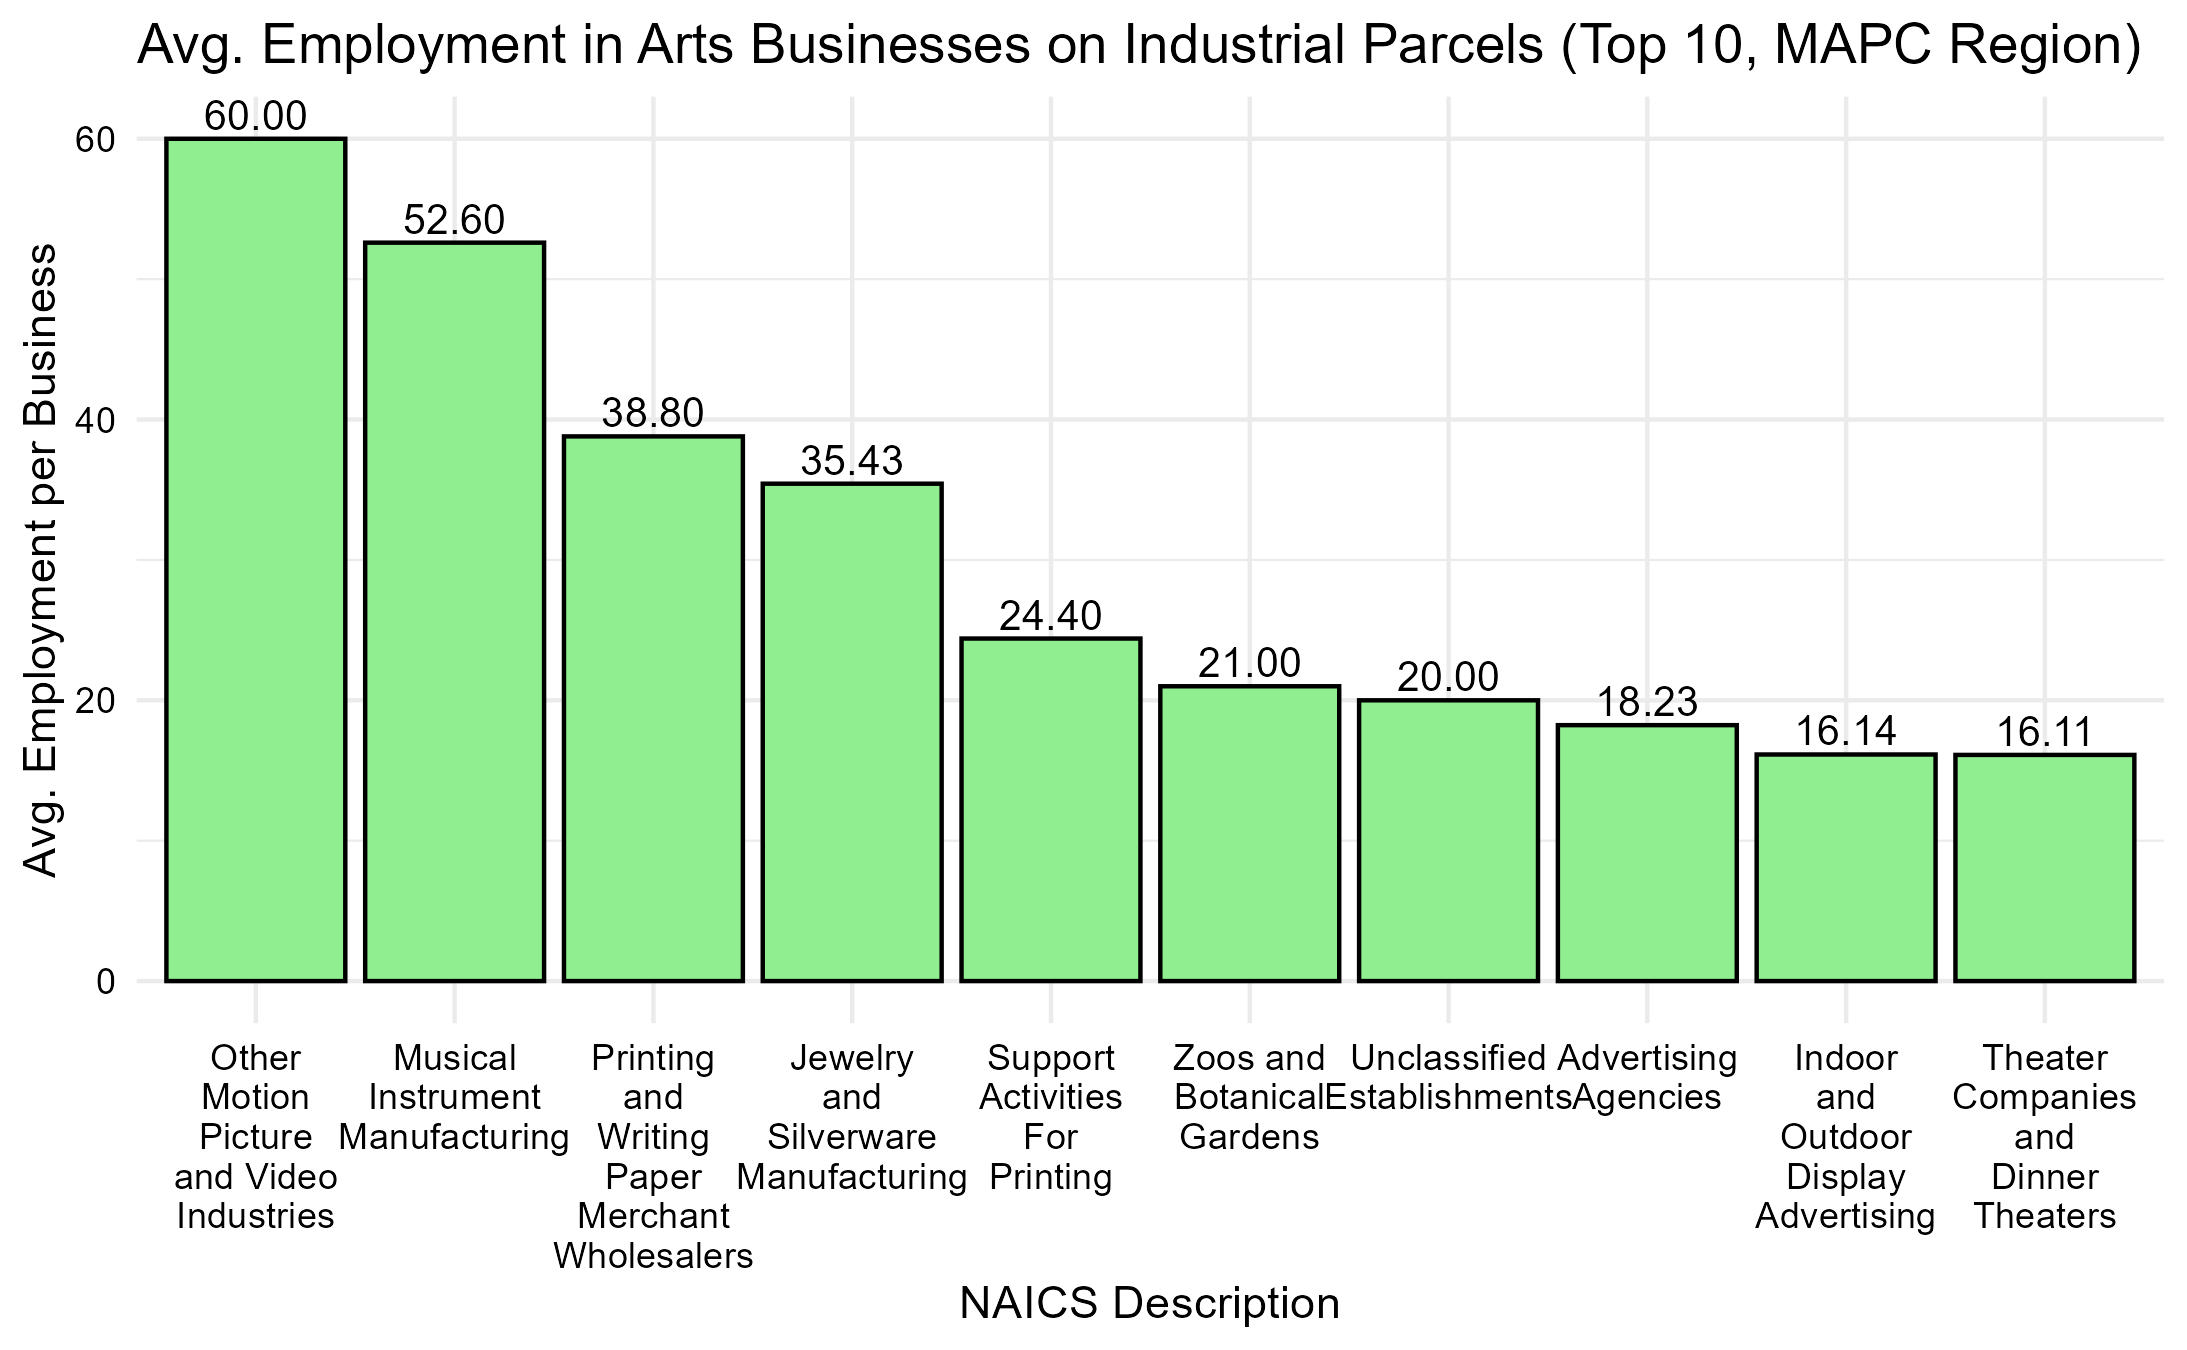 Avg. Employment in Arts Businesses on Industrial Parcels (Top 10, MAPC Region)
Avg. Employment per Business
60
40
20
0
60.00
52.60
38.80
35.43
24.40
21.00
20.00
18.23
16.14
16.11
Other
Motion
Picture
and Video
Industries
Musical
Instrument
Manufacturing
Printing
and
Writing
Paper
Merchant
Wholesalers
Jewelry
and
Silverware
Manufacturing
Support
Activities
For
Printing
Zoos and
Botanical
Gardens
Unclassified
Establishments
Advertising
Agencies
Indoor
and
Outdoor
Display
Advertising
Theater
Companies
and
Dinner
Theaters
NAICS Description